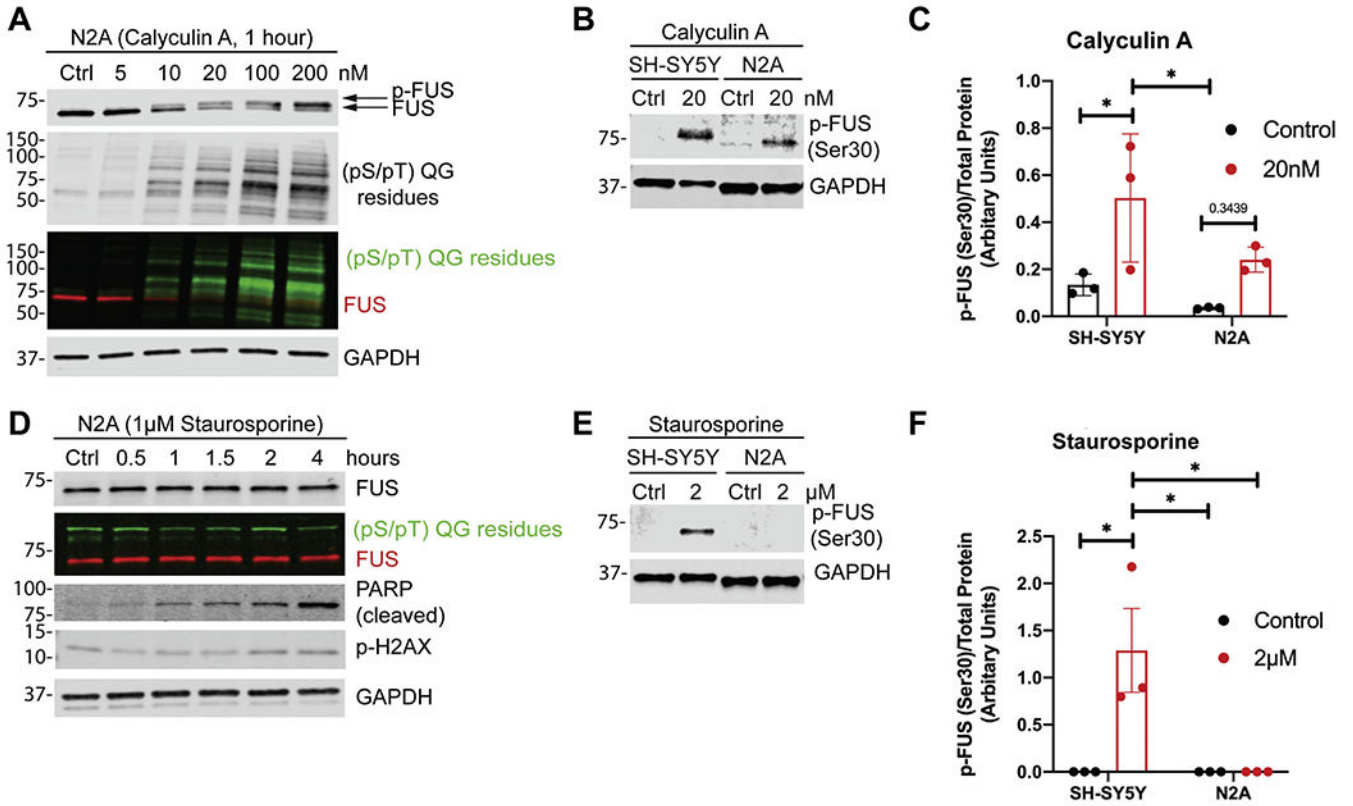 A
N2A (Calyculin A, 1 hour)
Ctrl 5 10 20 100 200 nM
75-
p-FUS
FUS
150-
100-
75-
50-
(pS/pT) QG
residues
150-
100-
75-
50-
(pS/pT) QG residues
FUS
37-
GAPDH
B
Calyculin A
SH-SY5Y N2A
Ctrl 20 Ctrl 20 nM
75-
p-FUS
(Ser30)
37-
GAPDH
C
Calyculin A
p-FUS (Ser30)/Total Protein
(Arbitary Units)
1.0
0.8
0.6
0.4
0.2
0.0
*
*
0.3439
Control
20nM
SH-SY5Y N2A
D
N2A (1µM Staurosporine)
Ctrl 0.5 1 1.5 2 4 hours
75-
FUS
(pS/pT) QG residues
75-
FUS
100-
75-
PARP
(cleaved)
15-
10-
p-H2AX
37-
GAPDH
E
Staurosporine
SH-SY5Y N2A
Ctrl 2 Ctrl 2 µM
75-
p-FUS
(Ser30)
37-
GAPDH
F
Staurosporine
p-FUS (Ser30)/Total Protein
(Arbitary Units)
2.5
2.0
1.5
1.0
0.5
0.0
*
*
*
Control
2µM
SH-SY5Y N2A